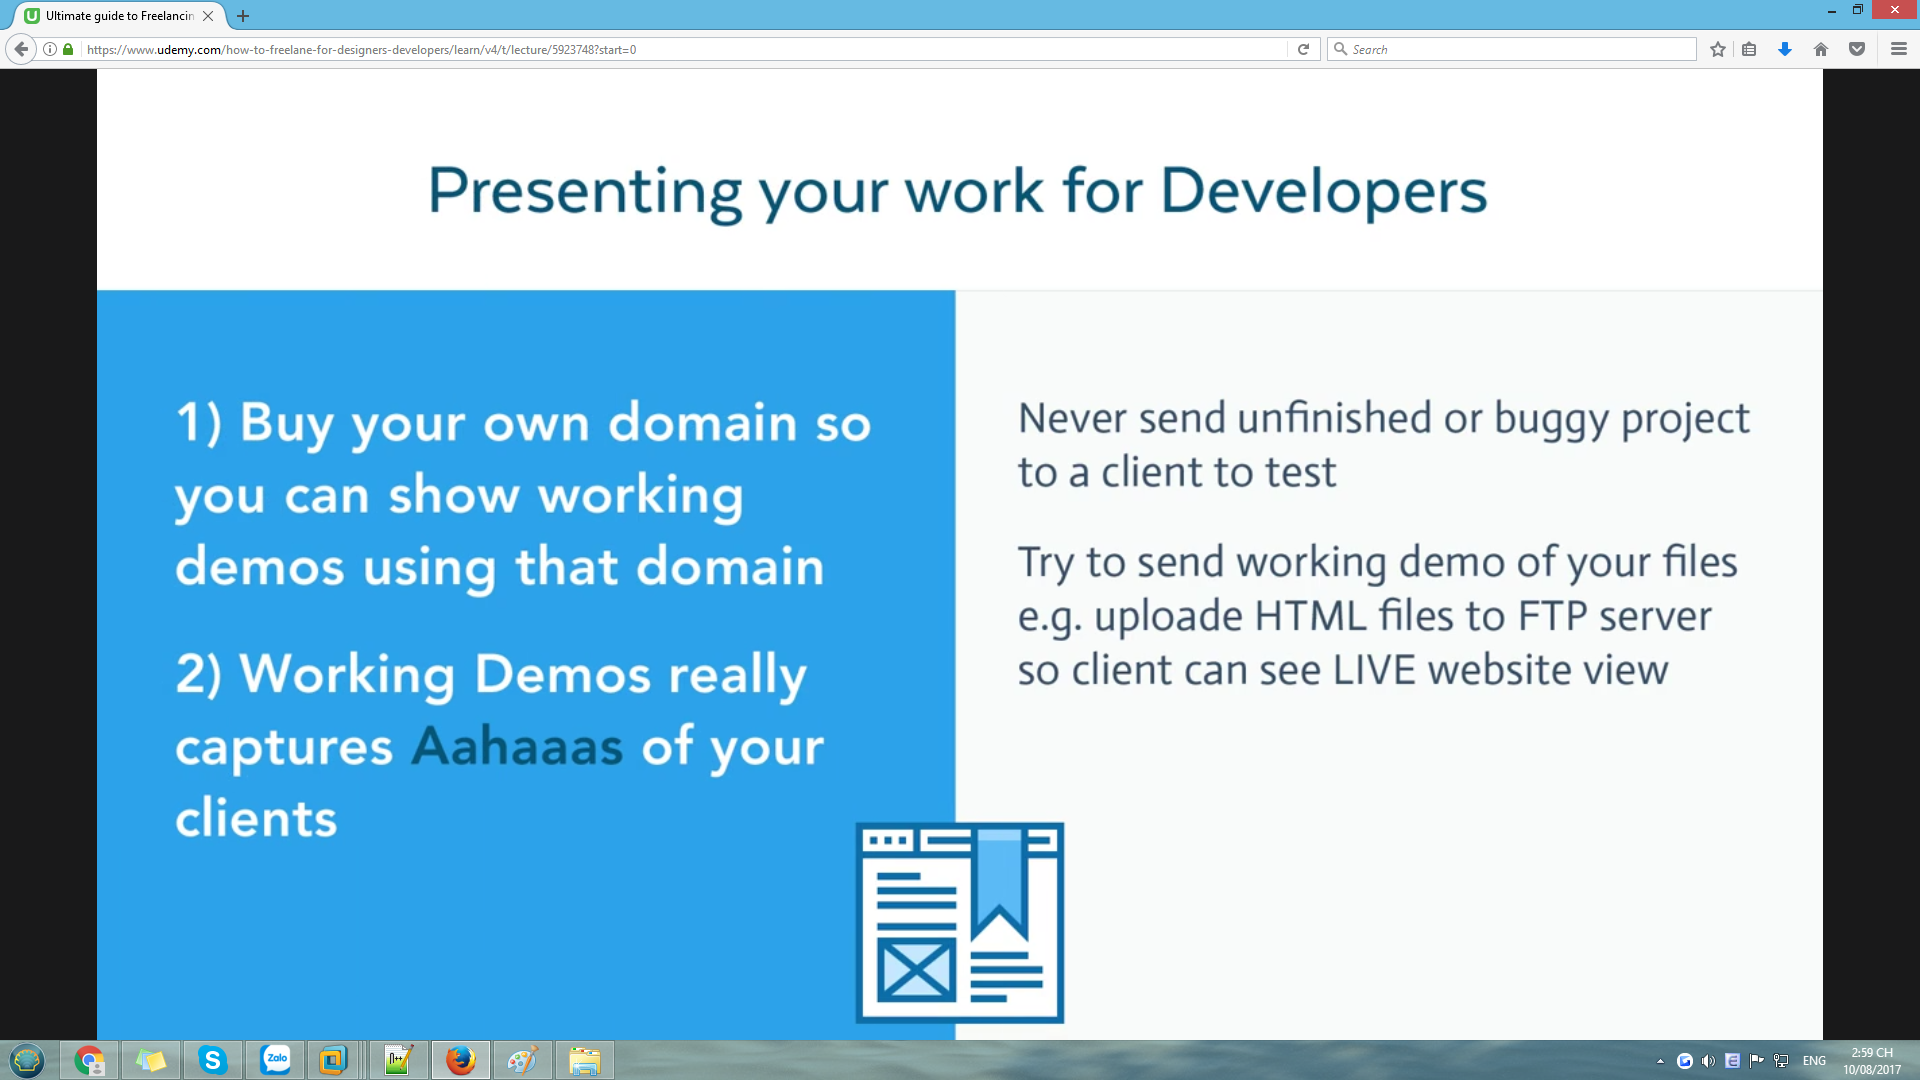 Ultimate guide to Freelancin
https://www.udemy.com/how-to-freelane-for-designers-developers/learn/v4/t/lecture/5923748?start=0
Search
Presenting your work for Developers
1) Buy your own domain so
you can show working
demos using that domain
2) Working Demos really
captures Aahaaas of your
clients
Never send unfinished or buggy project
to a client to test
Try to send working demo of your files
e.g. uploade HTML files to FTP server
so client can see LIVE website view
Zalo
n++
ENG
2:59 CH
10/08/2017